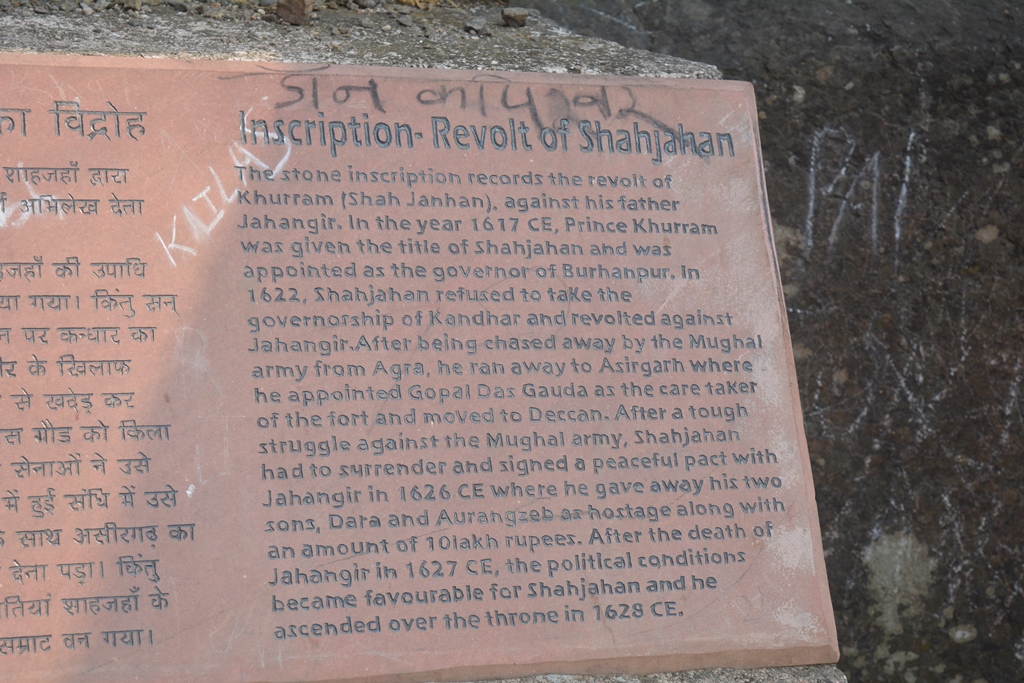 का विद्रोह
शाहजहाँ द्वारा
अभिलेख देता
की उपाधि
गया। किंतु सन्
पर कन्धार का
के खिलाफ
से खदेड़ कर
गौड को किला
सेनाओं ने उसे
में हुई संधि में उसे
साथ असीरगढ़ का
देना पड़ा। किंतु
शाहजहाँ के
सम्राट बन गया।
डॉन
KULLAD
Inscription- Revolt of Shahjahan
The stone inscription records the revolt of
Khurram (Shah Janhan), against his father
Jahangir. In the year 1617 CE, Prince Khurram
was given the title of Shahjahan and was
appointed as the governor of Burhanpur. In
1622, Shahjahan refused to take the
governorship of Kandhar and revolted against
Jahangir.After being chased away by the Mughal
army from Agra, he ran away to Asirgarh where
he appointed Gopal Das Gauda as the care taker
of the fort and moved to Deccan. After a tough
struggle against the Mughal army, Shahjahan
had to surrender and signed a peaceful pact with
Jahangir in 1626 CE where he gave away his two
sons, Dara and Aurangzeb as hostage along with
an amount of 10lakh rupees. After the death of
Jahangir in 1627 CE, the political conditions
became favourable for Shahjahan and he
ascended over the throne in 1628 CE.